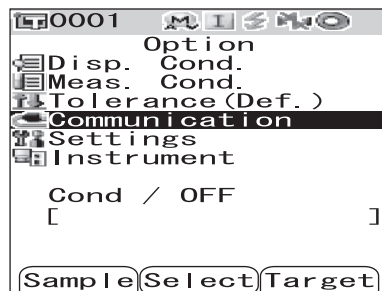 0001 M I
Option
Disp. Cond.
Meas. Cond.
Tolerance(Def.)
Communication
Settings
Instrument
Cond / OFF
[ ]
Sample Select Target